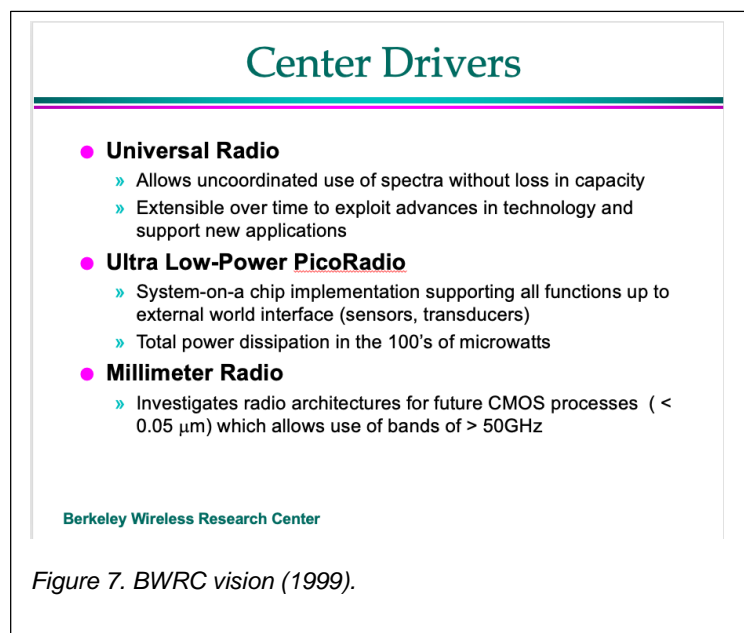 Center Drivers
Universal Radio
» Allows uncoordinated use of spectra without loss in capacity
» Extensible over time to exploit advances in technology and
support new applications
Ultra Low-Power PicoRadio
» System-on-a chip implementation supporting all functions up to
external world interface (sensors, transducers)
» Total power dissipation in the 100's of microwatts
Millimeter Radio
» Investigates radio architectures for future CMOS processes ( <
0.05 μm) which allows use of bands of > 50GHz
Berkeley Wireless Research Center
Figure 7. BWRC vision (1999).